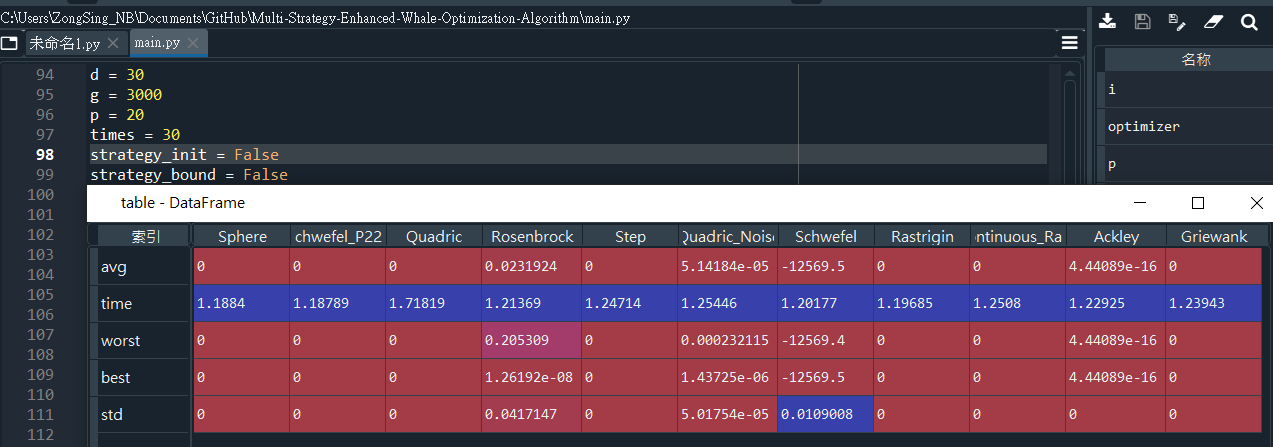 C:\Users\ZongSing_NB\Documents\GitHub\Multi-Strategy-Enhanced-Whale-Optimization-Algorithm\main.py
未命名1.py main.py
名称
94 d = 30
95 g = 3000
96 p = 20
97 times = 30
98 strategy_init = False
99 strategy_bound = False
100
101
102
103
104
105
106
107
108
109
110
111
112
i
optimizer
p
table - DataFrame
索引 Sphere chwefel_P22 Quadric Rosenbrock Step Quadric_Noise Schwefel Rastrigin ontinuous_Ra Ackley Griewank
avg 0 0 0 0.0231924 0 5.14184e-05 -12569.5 0 0 4.44089e-16 0
time 1.1884 1.18789 1.71819 1.21369 1.24714 1.25446 1.20177 1.19685 1.2508 1.22925 1.23943
worst 0 0 0 0.205309 0 0.000232115 -12569.4 0 0 4.44089e-16 0
best 0 0 0 1.26192e-08 0 1.43725e-06 -12569.5 0 0 4.44089e-16 0
std 0 0 0 0.0417147 0 5.01754e-05 0.0109008 0 0 0 0